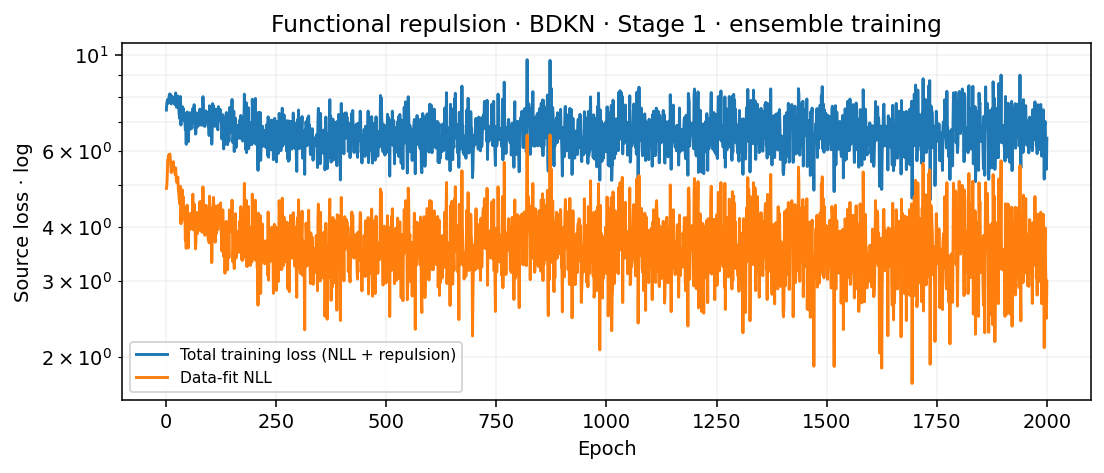 Functional repulsion · BDKN · Stage 1 · ensemble training
Source loss · log
10¹
6 × 10⁰
4 × 10⁰
3 × 10⁰
2 × 10⁰
Total training loss (NLL + repulsion)
Data-fit NLL
0 250 500 750 1000 1250 1500 1750 2000
Epoch